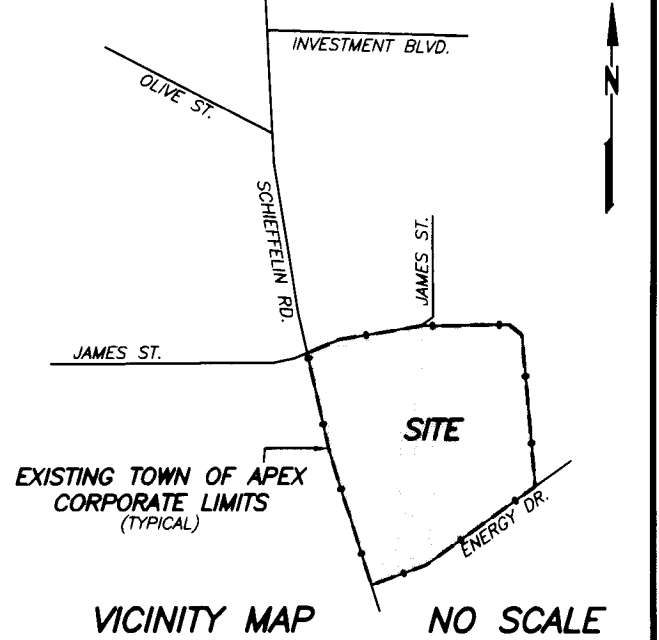 INVESTMENT BLVD.
N
OLIVE ST.
SCHIEFFELIN RD.
JAMES ST.
JAMES ST.
SITE
EXISTING TOWN OF APEX
CORPORATE LIMITS
(TYPICAL)
ENERGY DR.
VICINITY MAP NO SCALE